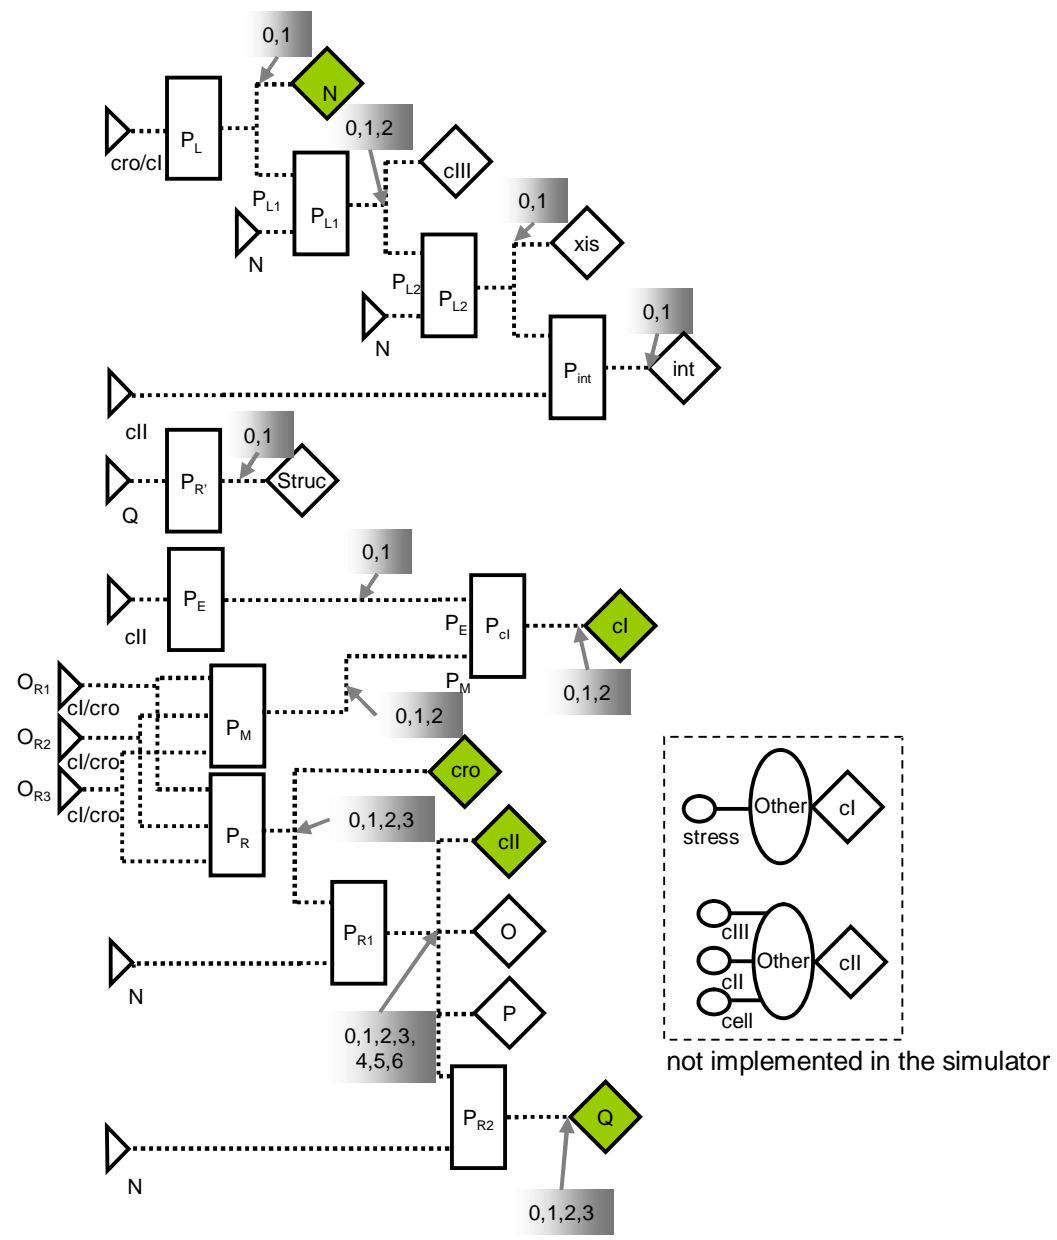 0,1
N
P_L
cro/cI
0,1,2
cIII
P_L1
P_L1
N
0,1
xis
P_L2
P_L2
N
0,1
P_int
int
cII
0,1
P_R'
Struc
Q
0,1
P_E
cII
P_E
P_cI
cI
P_M
0,1,2
0,1,2
O_R1
cI/cro
O_R2
cI/cro
O_R3
cI/cro
P_M
P_R
cro
0,1,2,3
cII
P_R1
O
N
P
0,1,2,3,
4,5,6
P_R2
Q
N
0,1,2,3
Other
cI
stress
cIII
Other
cII
cII
cell
not implemented in the simulator